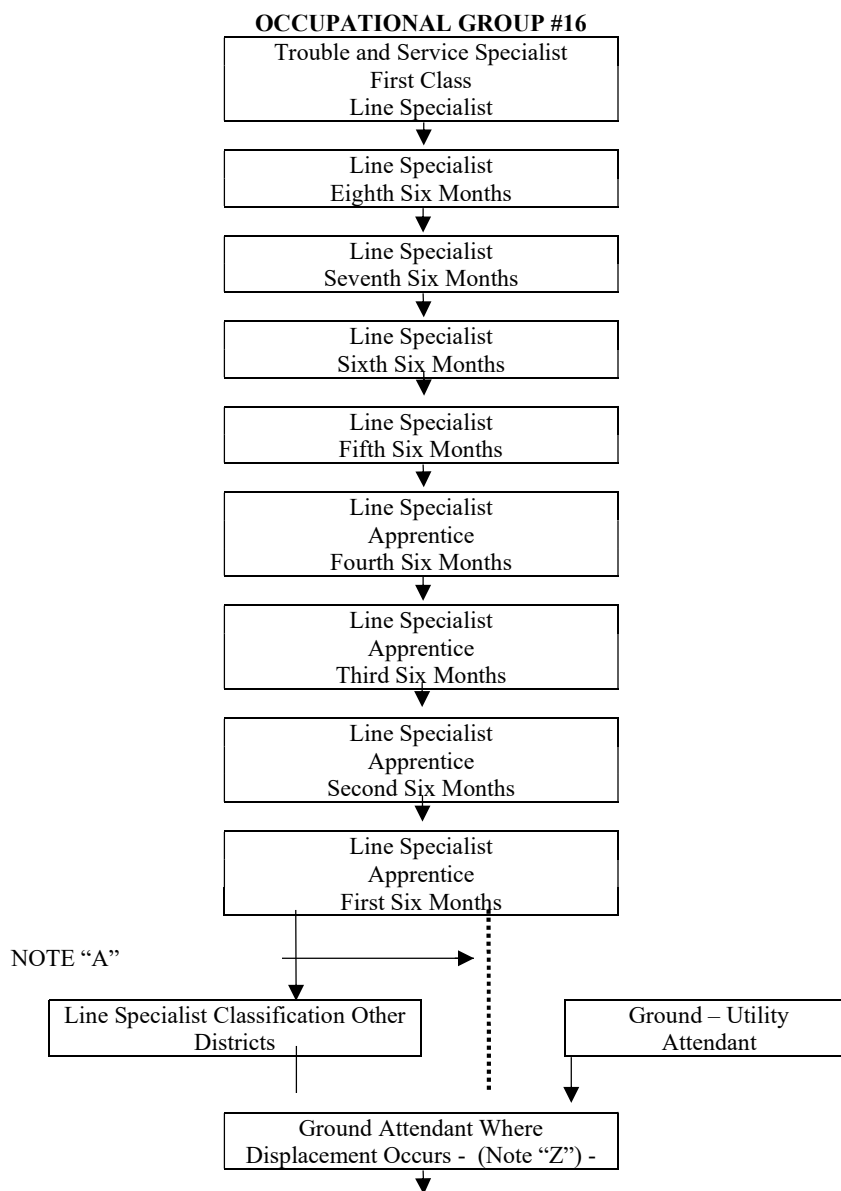 OCCUPATIONAL GROUP #16
Trouble and Service Specialist
First Class
Line Specialist
Line Specialist
Eighth Six Months
Line Specialist
Seventh Six Months
Line Specialist
Sixth Six Months
Line Specialist
Fifth Six Months
Line Specialist
Apprentice
Fourth Six Months
Line Specialist
Apprentice
Third Six Months
Line Specialist
Apprentice
Second Six Months
Line Specialist
Apprentice
First Six Months
NOTE “A”
Line Specialist Classification Other
Districts
Ground – Utility
Attendant
Ground Attendant Where
Displacement Occurs - (Note “Z”) -